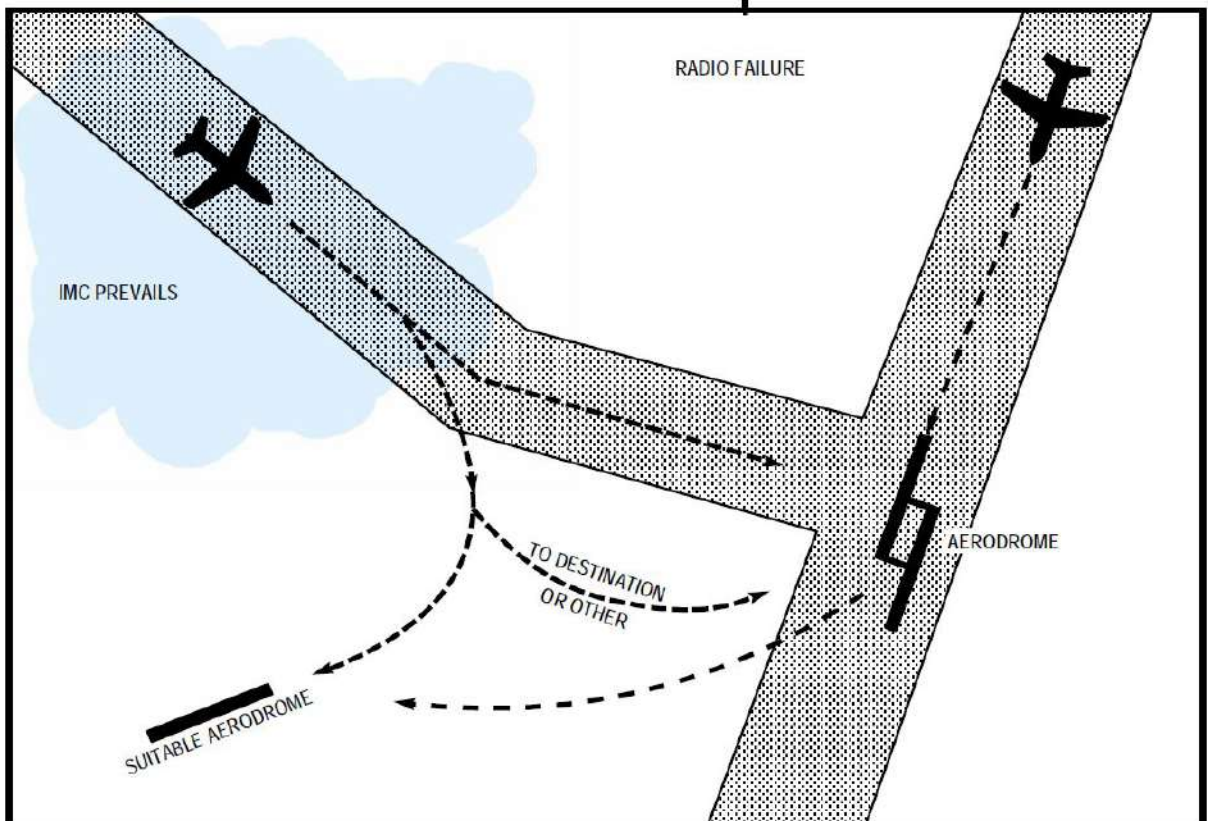 RADIO FAILURE
IMC PREVAILS
AERODROME
TO DESTINATION
OR OTHER
SUITABLE AERODROME